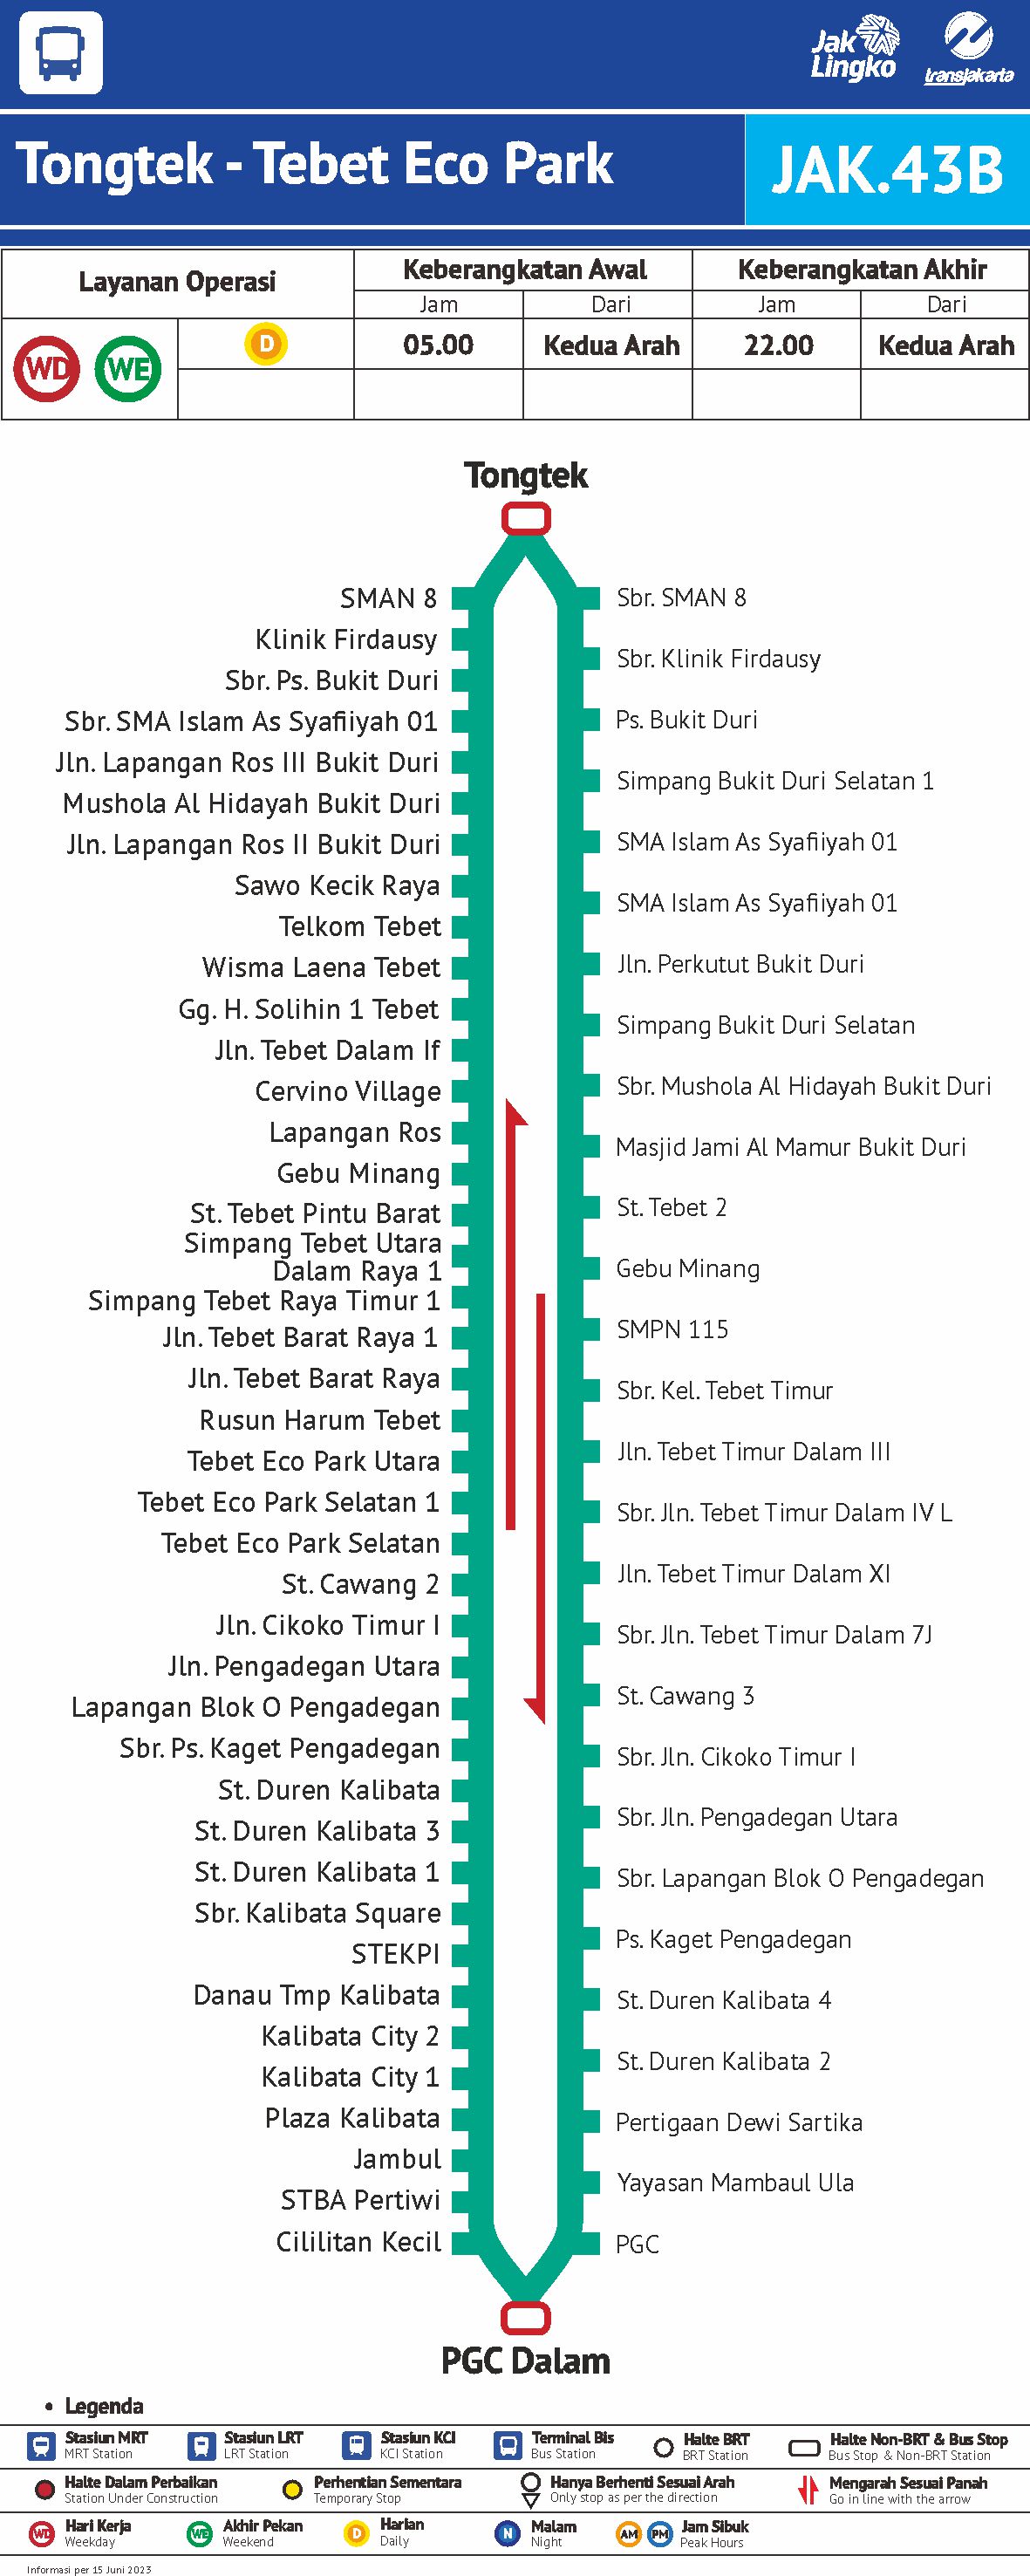 Jak
Lingko
transjakarta
Tongtek - Tebet Eco Park
JAK.43B
Layanan Operasi
Keberangkatan Awal
Keberangkatan Akhir
Jam
Dari
Jam
Dari
WD
WE
D
05.00
Kedua Arah
22.00
Kedua Arah
Tongtek
SMAN 8
Klinik Firdausy
Sbr. Ps. Bukit Duri
Sbr. SMA Islam As Syafiiyah 01
Jln. Lapangan Ros III Bukit Duri
Mushola Al Hidayah Bukit Duri
Jln. Lapangan Ros II Bukit Duri
Sawo Kecik Raya
Telkom Tebet
Wisma Laena Tebet
Gg. H. Solihin 1 Tebet
Jln. Tebet Dalam If
Cervino Village
Lapangan Ros
Gebu Minang
St. Tebet Pintu Barat
Simpang Tebet Utara
Dalam Raya 1
Simpang Tebet Raya Timur 1
Jln. Tebet Barat Raya 1
Jln. Tebet Barat Raya
Rusun Harum Tebet
Tebet Eco Park Utara
Tebet Eco Park Selatan 1
Tebet Eco Park Selatan
St. Cawang 2
Jln. Cikoko Timur I
Jln. Pengadegan Utara
Lapangan Blok O Pengadegan
Sbr. Ps. Kaget Pengadegan
St. Duren Kalibata
St. Duren Kalibata 3
St. Duren Kalibata 1
Sbr. Kalibata Square
STEKPI
Danau Tmp Kalibata
Kalibata City 2
Kalibata City 1
Plaza Kalibata
Jambul
STBA Pertiwi
Cililitan Kecil
Sbr. SMAN 8
Sbr. Klinik Firdausy
Ps. Bukit Duri
Simpang Bukit Duri Selatan 1
SMA Islam As Syafiiyah 01
SMA Islam As Syafiiyah 01
Jln. Perkutut Bukit Duri
Simpang Bukit Duri Selatan
Sbr. Mushola Al Hidayah Bukit Duri
Masjid Jami Al Mamur Bukit Duri
St. Tebet 2
Gebu Minang
SMPN 115
Sbr. Kel. Tebet Timur
Jln. Tebet Timur Dalam III
Sbr. Jln. Tebet Timur Dalam IV L
Jln. Tebet Timur Dalam XI
Sbr. Jln. Tebet Timur Dalam 7J
St. Cawang 3
Sbr. Jln. Cikoko Timur I
Sbr. Jln. Pengadegan Utara
Sbr. Lapangan Blok O Pengadegan
Ps. Kaget Pengadegan
St. Duren Kalibata 4
St. Duren Kalibata 2
Pertigaan Dewi Sartika
Yayasan Mambaul Ula
PGC
PGC Dalam
• Legenda
Stasiun MRT
MRT Station
Stasiun LRT
LRT Station
Stasiun KCI
KCI Station
Terminal Bis
Bus Station
Halte BRT
BRT Station
Halte Non-BRT & Bus Stop
Bus Stop & Non-BRT Station
Halte Dalam Perbaikan
Station Under Construction
Perhentian Sementara
Temporary Stop
Hanya Berhenti Sesuai Arah
Only stop as per the direction
Mengarah Sesuai Panah
Go in line with the arrow
WD
Hari Kerja
Weekday
WE
Akhir Pekan
Weekend
D
Harian
Daily
N
Malam
Night
AM
PM
Jam Sibuk
Peak Hours
Informasi per 15 Juni 2023